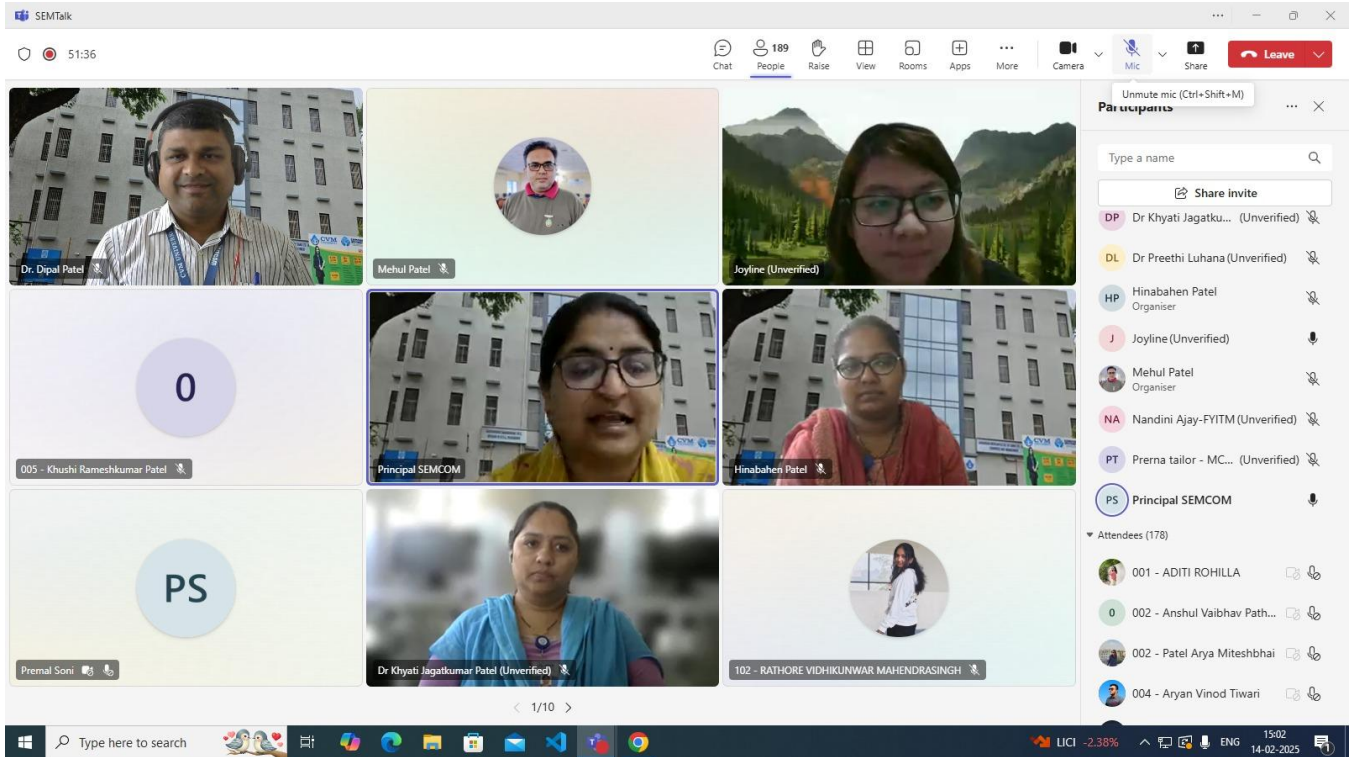 SEMTalk
51:36
Chat
189
People
Raise
View
Rooms
Apps
More
Camera
Mic
Share
Leave
Unmute mic (Ctrl+Shift+M)
Participants
Type a name
Share invite
DP Dr Khyati Jagatku... (Unverified)
DL Dr Preethi Luhana (Unverified)
HP Hinabahen Patel
Organiser
J Joyline (Unverified)
Mehul Patel
Organiser
NA Nandini Ajay-FYITM (Unverified)
PT Prerna tailor - MC... (Unverified)
PS Principal SEMCOM
Attendees (178)
001 - ADITI ROHILLA
0 002 - Anshul Vaibhav Path...
002 - Patel Arya Miteshbhai
004 - Aryan Vinod Tiwari
CVM
Dr. Dipal Patel
Mehul Patel
Joyline (Unverified)
0
005 - Khushi Rameshkumar Patel
CVM
Principal SEMCOM
CVM
Hinabahen Patel
PS
Premal Soni
Dr Khyati Jagatkumar Patel (Unverified)
102 - RATHORE VIDHIKUNWAR MAHENDRASINGH
1/10
Type here to search
LICI -2.38%
ENG
15:02
14-02-2025
1